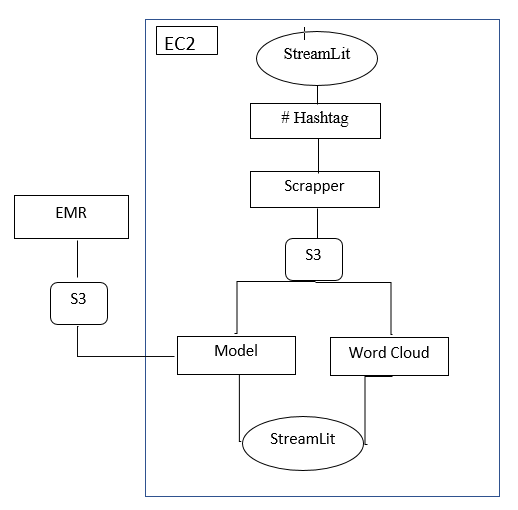 EC2
StreamLit
# Hashtag
Scrapper
EMR
S3
S3
Model
Word Cloud
StreamLit